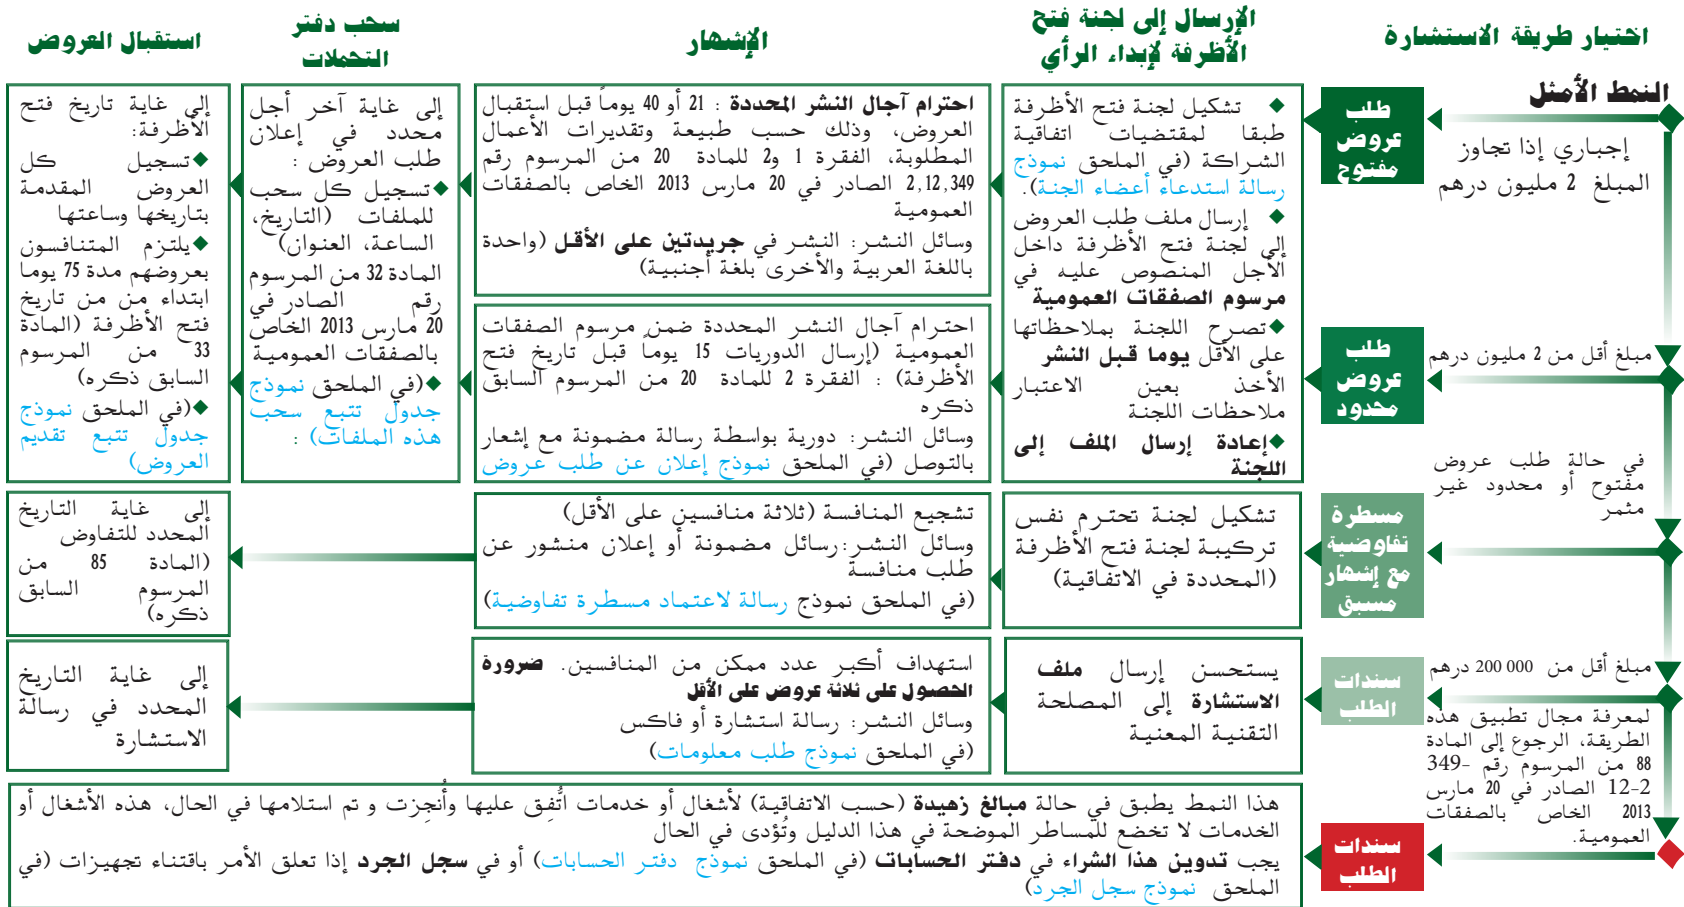 اختيار طريقة الاستشارة
الإرسال إلى لجنة فتح
الأظرفة لإبداء الرأي
الإشهار
سحب دفتر
التحملات
استقبال العروض
النمط الأمثل
إجباري إذا تجاوز
المبلغ 2 مليون درهم
طلب
عروض
مفتوح
◆ تشكيل لجنة فتح الأظرفة
طبقا لمقتضيات اتفاقية
الشراكة (في الملحق نموذج
رسالة استدعاء أعضاء الجنة).
◆ إرسال ملف طلب العروض
إلى لجنة فتح الأظرفة داخل
الأجل المنصوص عليه في
مرسوم الصفقات العمومية
◆تصرح اللجنة بملاحظاتها
على الأقل يوما قبل النشر
الأخذ بعين الاعتبار
ملاحظات اللجنة
◆إعادة إرسال الملف إلى
اللجنة
احترام آجال النشر المحددة : 21 أو 40 يوماً قبل استقبال
العروض، وذلك حسب طبيعة وتقديرات الأعمال
المطلوبة، الفقرة 1 و2 للمادة 20 من المرسوم رقم
2,12,349 الصادر في 20 مارس 2013 الخاص بالصفقات
العمومية
وسائل النشر: النشر في جريدتين على الأقل (واحدة
باللغة العربية والأخرى بلغة أجنبية)
إلى غاية آخر أجل
محدد في إعلان
طلب العروض :
◆تسجيل كل سحب
للملفات (التاريخ،
الساعة، العنوان)
المادة 32 من المرسوم
رقم الصادر في
20 مارس 2013 الخاص
بالصفقات العمومية
◆(في الملحق نموذج
جدول تتبع سحب
هذه الملفات) :
إلى غاية تاريخ فتح
الأظرفة:
◆تسجيل كل
العروض المقدمة
بتاريخها وساعتها
◆يلتزم المتنافسون
بعروضهم مدة 75 يوما
ابتداء من من تاريخ
فتح الأظرفة (المادة
33 من المرسوم
السابق ذكره)
◆(في الملحق نموذج
جدول تتبع تقديم
العروض)
مبلغ أقل من 2 مليون درهم
طلب
عروض
محدود
احترام آجال النشر المحددة ضمن مرسوم الصفقات
العمومية (إرسال الدوريات 15 يوماً قبل تاريخ فتح
الأظرفة) : الفقرة 2 للمادة 20 من المرسوم السابق
ذكره
وسائل النشر: دورية بواسطة رسالة مضمونة مع إشعار
بالتوصل (في الملحق نموذج إعلان عن طلب عروض
في حالة طلب عروض
مفتوح أو محدود غير
مثمر
مسطرة
تفاوضية
مع إشهار
مسبق
تشكيل لجنة تحترم نفس
تركيبة لجنة فتح الأظرفة
(المحددة في الاتفاقية)
تشجيع المنافسة (ثلاثة منافسين على الأقل)
وسائل النشر:رسائل مضمونة أو إعلان منشور عن
طلب منافسة
(في الملحق نموذج رسالة لاعتماد مسطرة تفاوضية)
إلى غاية التاريخ
المحدد للتفاوض
(المادة 85 من
المرسوم السابق
ذكره)
مبلغ أقل من 000 200 درهم
لمعرفة مجال تطبيق هذه
الطريقة، الرجوع إلى المادة
88 من المرسوم رقم -349
12-2 الصادر في 20 مارس
2013 الخاص بالصفقات
العمومية.
سندات
الطلب
يستحسن إرسال ملف
الاستشارة إلى المصلحة
التقنية المعنية
استهداف أكبر عدد ممكن من المنافسين. ضرورة
الحصول على ثلاثة عروض على الأقل
وسائل النشر: رسالة استشارة أو فاكس
(في الملحق نموذج طلب معلومات)
إلى غاية التاريخ
المحدد في رسالة
الاستشارة
سندات
الطلب
هذا النمط يطبق في حالة مبالغ زهيدة (حسب الاتفاقية) لأشغال أو خدمات اتُّفِق عليها وأُنجِزت و تم استلامها في الحال، هذه الأشغال أو
الخدمات لا تخضع للمساطر الموضحة في هذا الدليل وتُؤدى في الحال
يجب تدوين هذا الشراء في دفتر الحسابات (في الملحق نموذج دفتر الحسابات) أو في سجل الجرد إذا تعلق الأمر باقتناء تجهيزات (في
الملحق نموذج سجل الجرد)